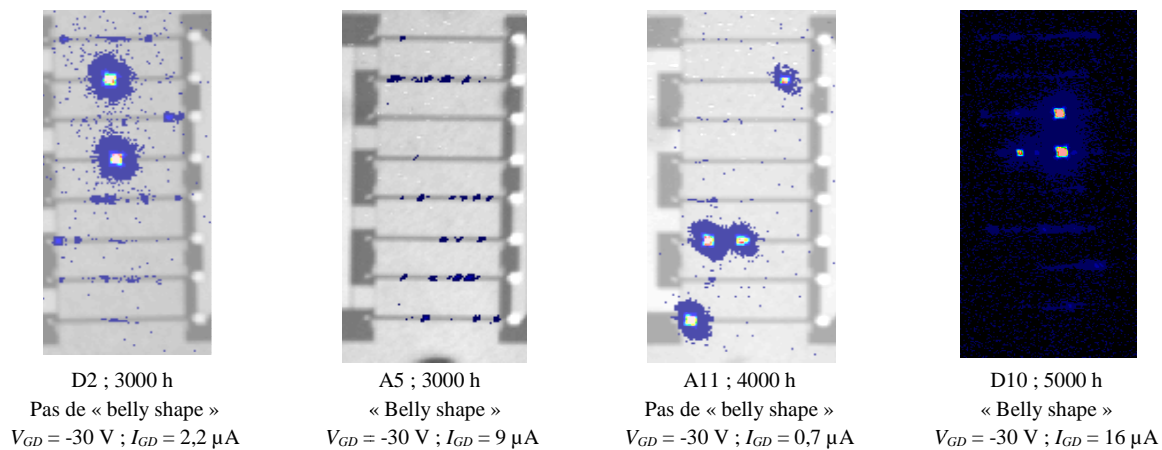 D2 ; 3000 h
Pas de « belly shape »
VGD = -30 V ; IGD = 2,2 µA
A5 ; 3000 h
« Belly shape »
VGD = -30 V ; IGD = 9 µA
A11 ; 4000 h
Pas de « belly shape »
VGD = -30 V ; IGD = 0,7 µA
D10 ; 5000 h
« Belly shape »
VGD = -30 V ; IGD = 16 µA